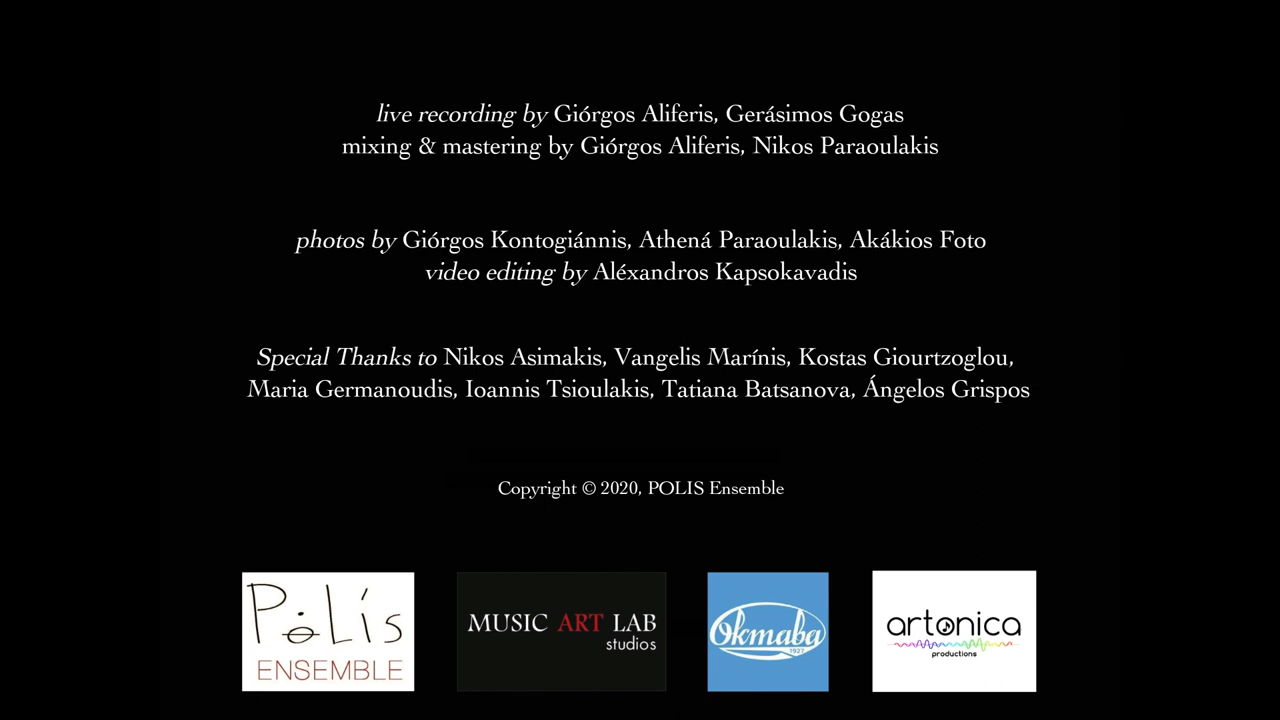 live recording by Giórgos Aliferis, Gerásimos Gogas
mixing & mastering by Giórgos Aliferis, Nikos Paraoulakis
photos by Giórgos Kontogiánnis, Athená Paraoulakis, Akákios Foto
video editing by Aléxandros Kapsokavadis
Special Thanks to Nikos Asimakis, Vangelis Marínis, Kostas Giourtzoglou,
Maria Germanoudis, Ioannis Tsioulakis, Tatiana Batsanova, Ángelos Grispos
Copyright © 2020, POLIS Ensemble
PoLis
ENSEMBLE
MUSIC ART LAB
studios
Okmaba
1927
artonica
productions